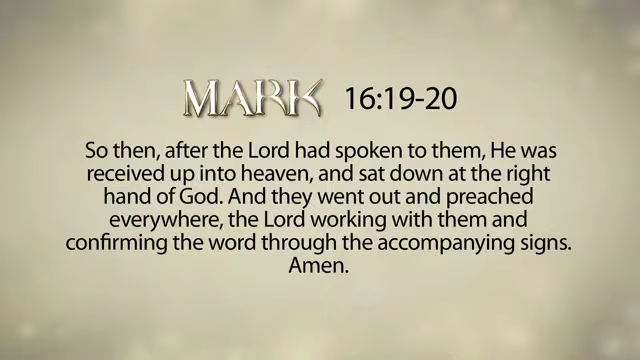 MARK 16:19-20
So then, after the Lord had spoken to them, He was
received up into heaven, and sat down at the right
hand of God. And they went out and preached
everywhere, the Lord working with them and
confirming the word through the accompanying signs.
Amen.